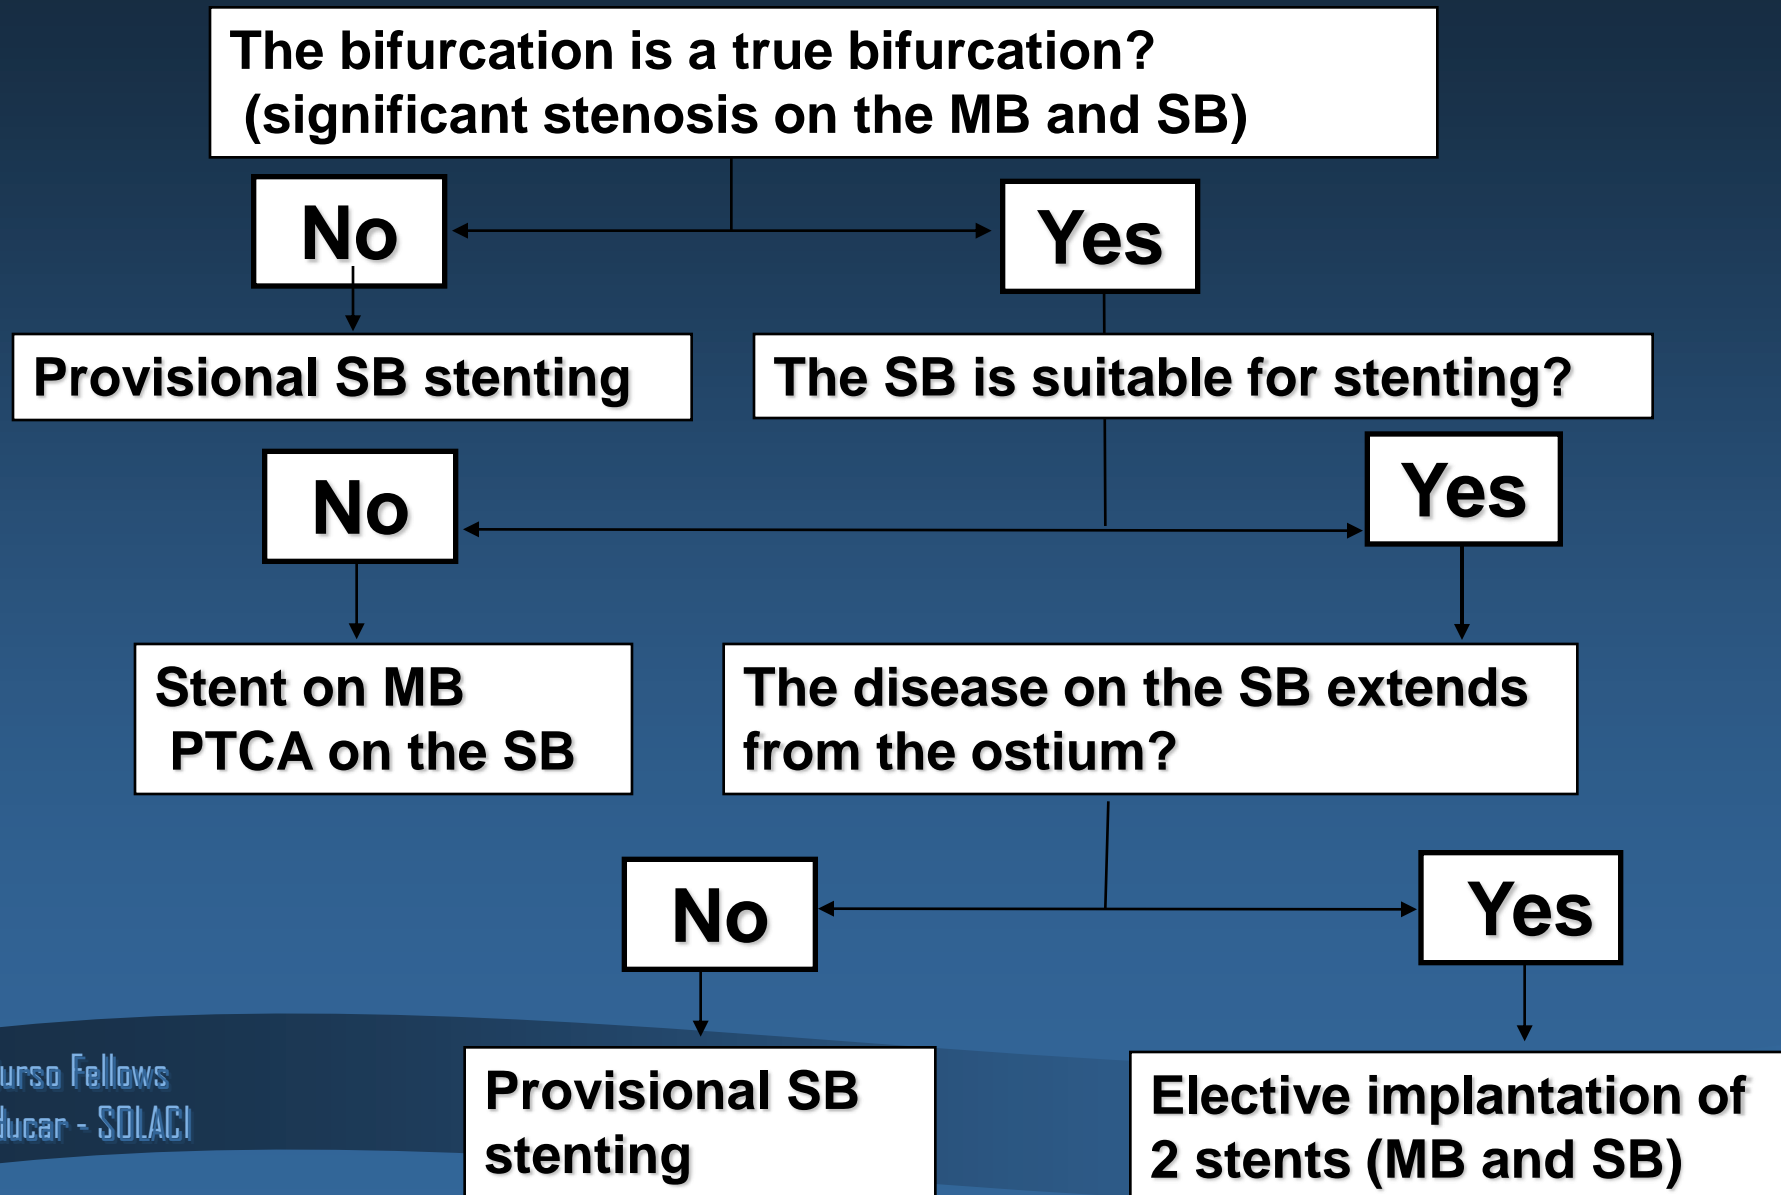 The bifurcation is a true bifurcation?
(significant stenosis on the MB and SB)
No
Yes
Provisional SB stenting
The SB is suitable for stenting?
No
Yes
Stent on MB
PTCA on the SB
The disease on the SB extends
from the ostium?
No
Yes
Provisional SB
stenting
Elective implantation of
2 stents (MB and SB)
Fellows
- SOLACI